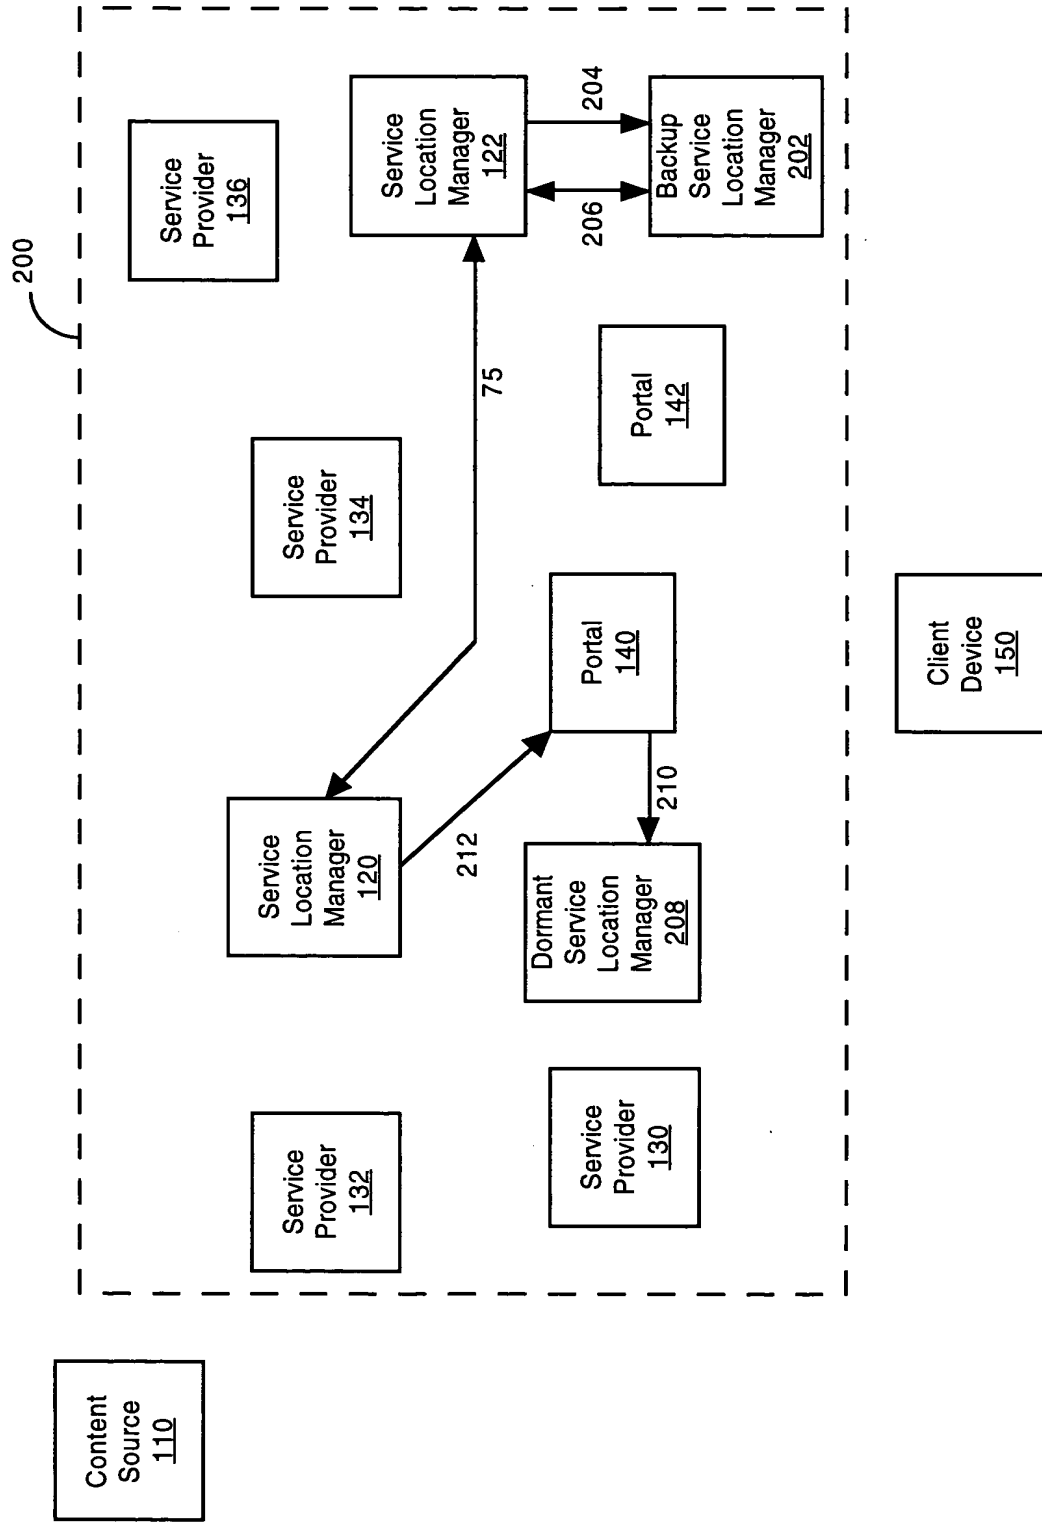 200
Content
Source
110
Service
Provider
132
Service
Location
Manager
120
Service
Provider
134
Service
Provider
136
75
Service
Location
Manager
122
212
206
204
Service
Provider
130
Dormant
Service
Location
Manager
208
210
Portal
140
Portal
142
Backup
Service
Location
Manager
202
Client
Device
150